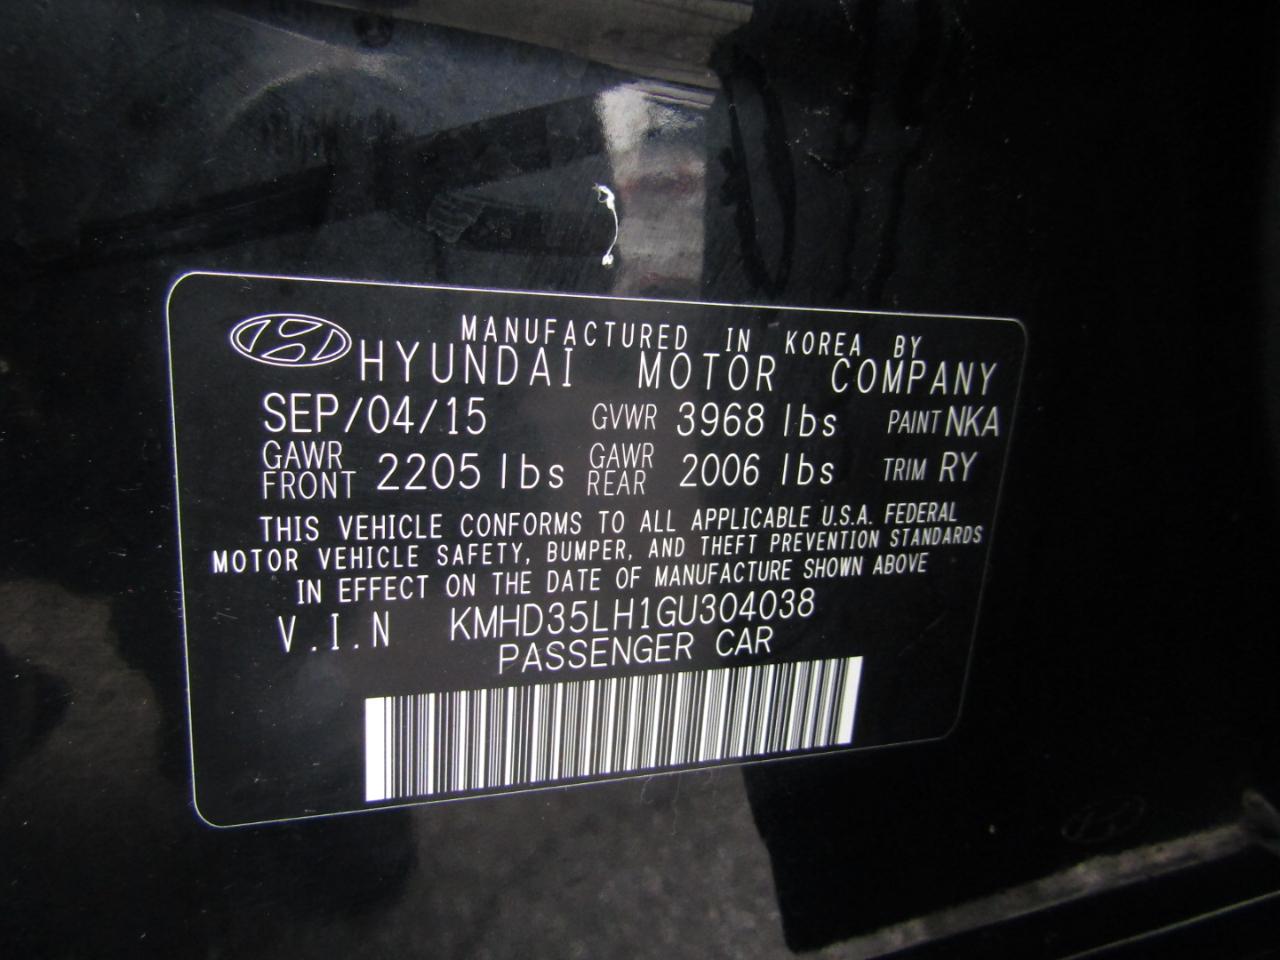 MANUFACTURED IN KOREA BY
HYUNDAI MOTOR COMPANY
SEP/04/15 GVWR 3968 lbs PAINT NKA
GAWR FRONT 2205 lbs GAWR REAR 2006 lbs TRIM RY
THIS VEHICLE CONFORMS TO ALL APPLICABLE U.S.A. FEDERAL
MOTOR VEHICLE SAFETY, BUMPER, AND THEFT PREVENTION STANDARDS
IN EFFECT ON THE DATE OF MANUFACTURE SHOWN ABOVE
V.I.N KMHD35LH1GU304038
PASSENGER CAR